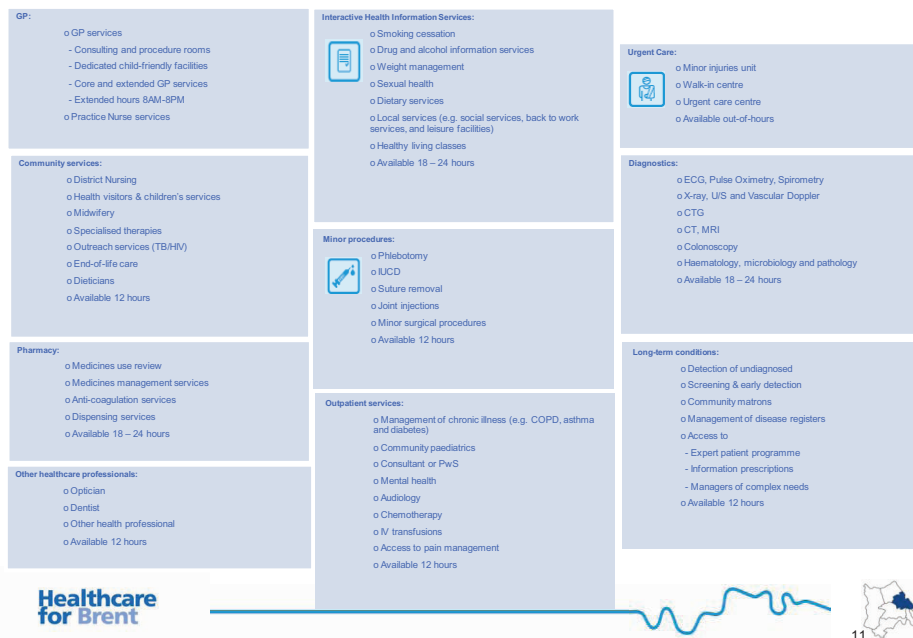 GP:
o GP services
- Consulting and procedure rooms
- Dedicated child-friendly facilities
- Core and extended GP services
- Extended hours 8AM-8PM
o Practice Nurse services
Community services:
o District Nursing
o Health visitors & children's services
o Midwifery
o Specialised therapies
o Outreach services (TB/HIV)
o End-of-life care
o Dieticians
o Available 12 hours
Pharmacy:
o Medicines use review
o Medicines management services
o Anti-coagulation services
o Dispensing services
o Available 18 – 24 hours
Other healthcare professionals:
o Optician
o Dentist
o Other health professional
o Available 12 hours
Interactive Health Information Services:
o Smoking cessation
o Drug and alcohol information services
o Weight management
o Sexual health
o Dietary services
o Local services (e.g. social services, back to work
services, and leisure facilities)
o Healthy living classes
o Available 18 – 24 hours
Minor procedures:
o Phlebotomy
o IUCD
o Suture removal
o Joint injections
o Minor surgical procedures
o Available 12 hours
Outpatient services:
o Management of chronic illness (e.g. COPD, asthma
and diabetes)
o Community paediatrics
o Consultant or PwS
o Mental health
o Audiology
o Chemotherapy
o IV transfusions
o Access to pain management
o Available 12 hours
Urgent Care:
o Minor injuries unit
o Walk-in centre
o Urgent care centre
o Available out-of-hours
Diagnostics:
o ECG, Pulse Oximetry, Spirometry
o X-ray, U/S and Vascular Doppler
o CTG
o CT, MRI
o Colonoscopy
o Haematology, microbiology and pathology
o Available 18 – 24 hours
Long-term conditions:
o Detection of undiagnosed
o Screening & early detection
o Community matrons
o Management of disease registers
o Access to
- Expert patient programme
- Information prescriptions
- Managers of complex needs
o Available 12 hours
Healthcare
for Brent
11